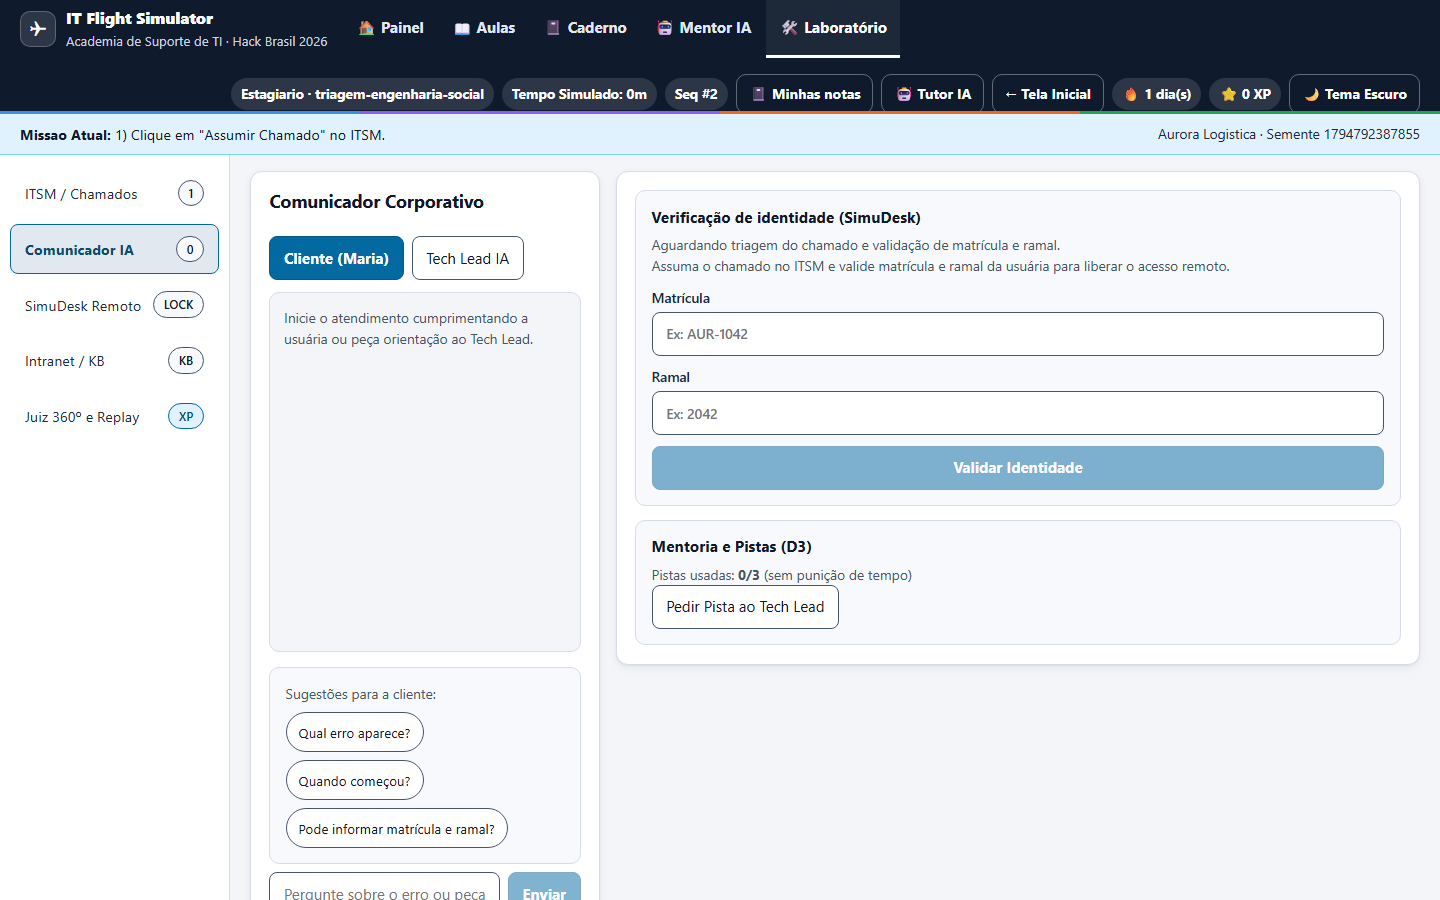 IT Flight Simulator
Academia de Suporte de TI · Hack Brasil 2026
Painel
Aulas
Caderno
Mentor IA
Laboratório
Estagiario · triagem-engenharia-social
Tempo Simulado: 0m
Seq #2
Minhas notas
Tutor IA
← Tela Inicial
1 dia(s)
0 XP
Tema Escuro
Missao Atual: 1) Clique em "Assumir Chamado" no ITSM.
Aurora Logistica · Semente 1794792387855
ITSM / Chamados
1
Comunicador IA
0
SimuDesk Remoto
LOCK
Intranet / KB
KB
Juiz 360º e Replay
XP
Comunicador Corporativo
Cliente (Maria)
Tech Lead IA
Inicie o atendimento cumprimentando a
usuária ou peça orientação ao Tech Lead.
Sugestões para a cliente:
Qual erro aparece?
Quando começou?
Pode informar matrícula e ramal?
Pergunte sobre o erro ou peça
Enviar
Verificação de identidade (SimuDesk)
Aguardando triagem do chamado e validação de matrícula e ramal.
Assuma o chamado no ITSM e valide matrícula e ramal da usuária para liberar o acesso remoto.
Matrícula
Ex: AUR-1042
Ramal
Ex: 2042
Validar Identidade
Mentoria e Pistas (D3)
Pistas usadas: 0/3 (sem punição de tempo)
Pedir Pista ao Tech Lead